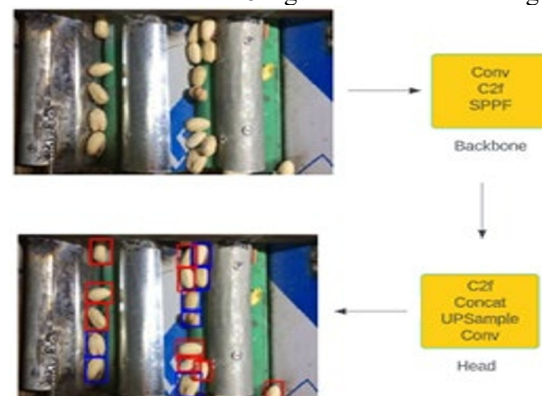 Conv
C2f
SPPF
Backbone
C2f
Concat
UPSample
Conv
Head